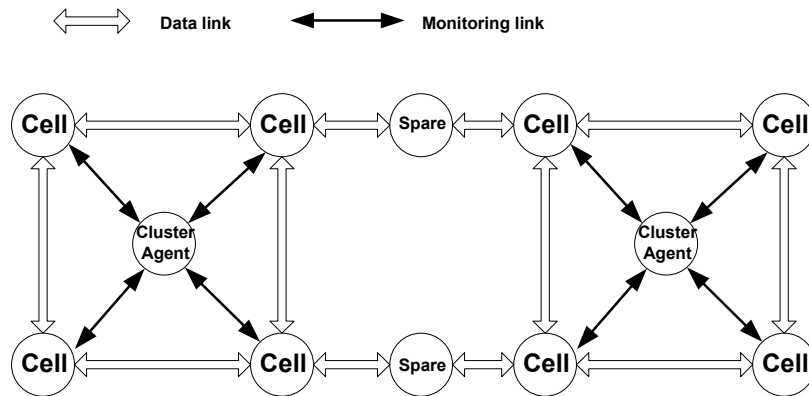 Data link
Monitoring link
Cell
Cell
Spare
Cell
Cell
Cluster
Agent
Cluster
Agent
Cell
Cell
Spare
Cell
Cell